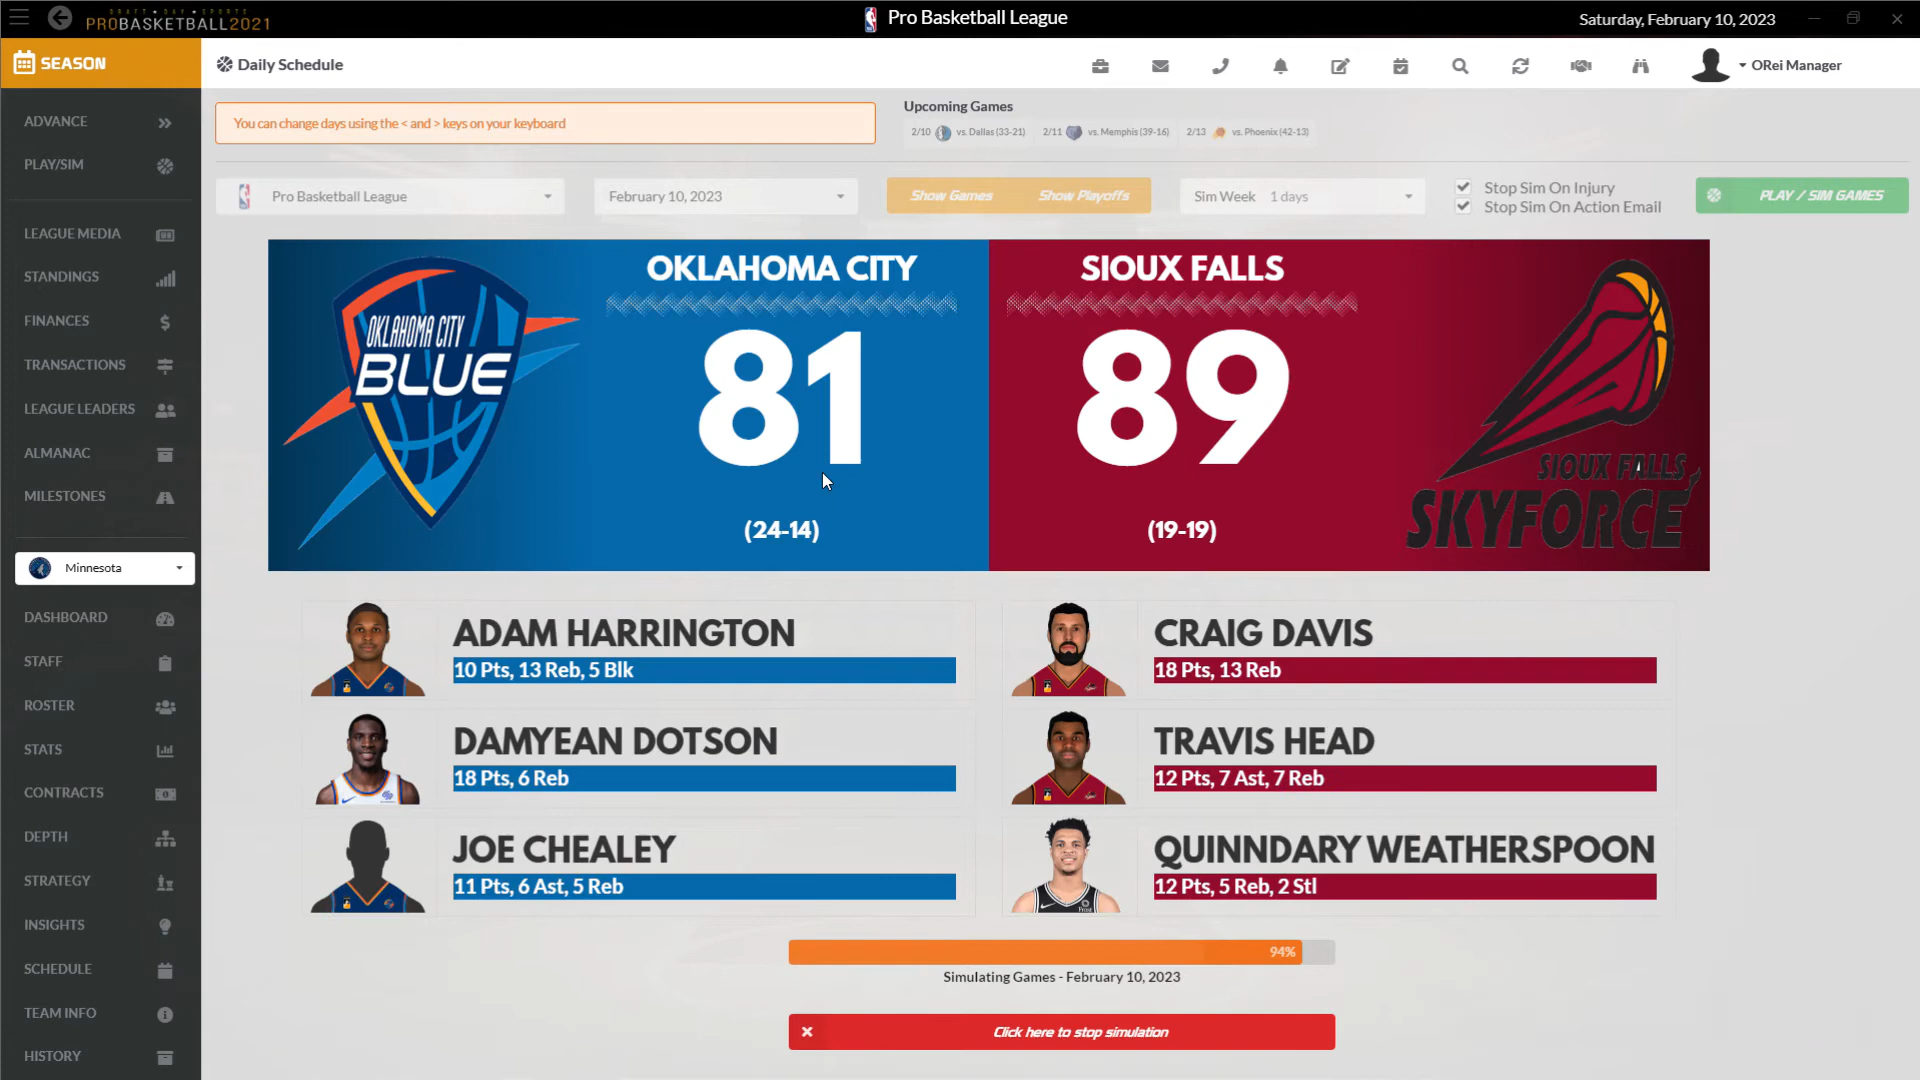 DRAFT DAY SPORTS
PROBASKETBALL2021
Pro Basketball League
Saturday, February 10, 2023
SEASON
Daily Schedule
ORei Manager
You can change days using the < and > keys on your keyboard
Upcoming Games
2/10 vs. Dallas (33-21) 2/11 vs. Memphis (39-16) 2/13 vs. Phoenix (42-13)
ADVANCE
PLAY/SIM
LEAGUE MEDIA
STANDINGS
FINANCES
TRANSACTIONS
LEAGUE LEADERS
ALMANAC
MILESTONES
Minnesota
DASHBOARD
STAFF
ROSTER
STATS
CONTRACTS
DEPTH
STRATEGY
INSIGHTS
SCHEDULE
TEAM INFO
HISTORY
Pro Basketball League
February 10, 2023
Show Games Show Playoffs
Sim Week 1 days
Stop Sim On Injury
Stop Sim On Action Email
PLAY / SIM GAMES
OKLAHOMA CITY
BLUE
OKLAHOMA CITY
81
(24-14)
SIOUX FALLS
89
(19-19)
SIOUX FALLS
SKYFORCE
ADAM HARRINGTON
10 Pts, 13 Reb, 5 Blk
DAMYEAN DOTSON
18 Pts, 6 Reb
JOE CHEALEY
11 Pts, 6 Ast, 5 Reb
CRAIG DAVIS
18 Pts, 13 Reb
TRAVIS HEAD
12 Pts, 7 Ast, 7 Reb
QUINNDARY WEATHERSPOON
12 Pts, 5 Reb, 2 Stl
94%
Simulating Games - February 10, 2023
Click here to stop simulation